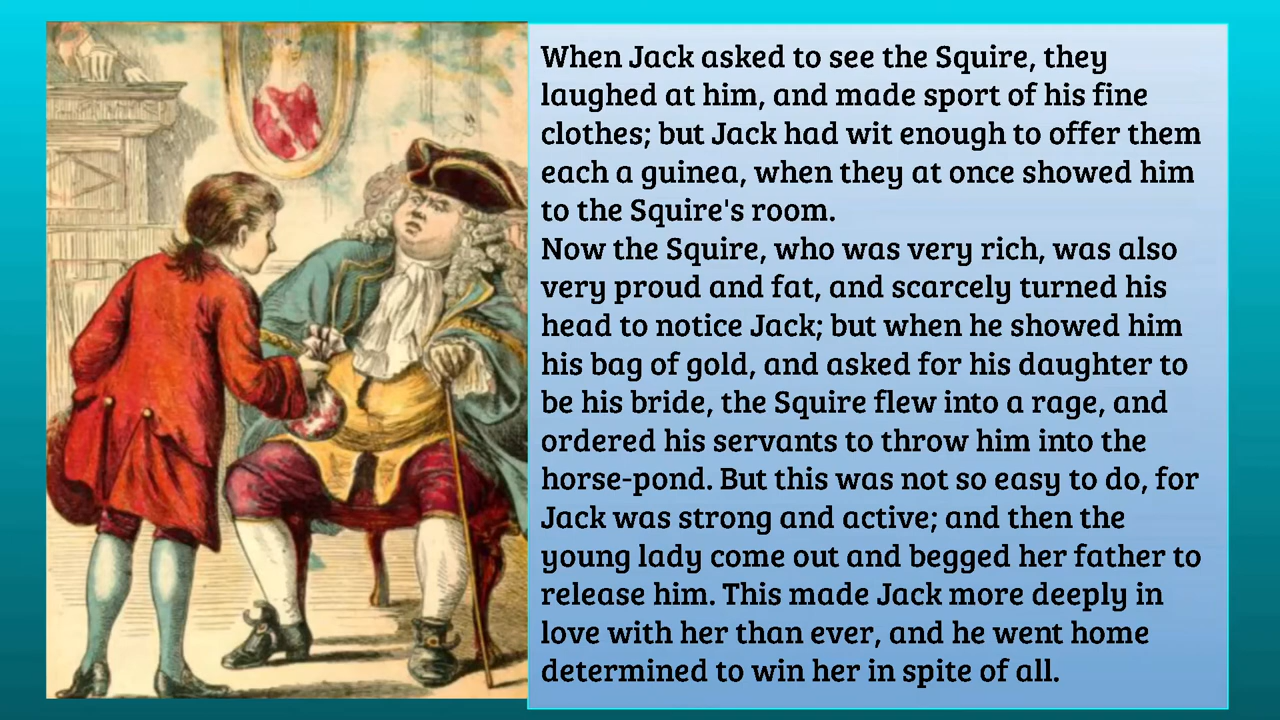 When Jack asked to see the Squire, they
laughed at him, and made sport of his fine
clothes; but Jack had wit enough to offer them
each a guinea, when they at once showed him
to the Squire's room.
Now the Squire, who was very rich, was also
very proud and fat, and scarcely turned his
head to notice Jack; but when he showed him
his bag of gold, and asked for his daughter to
be his bride, the Squire flew into a rage, and
ordered his servants to throw him into the
horse-pond. But this was not so easy to do, for
Jack was strong and active; and then the
young lady come out and begged her father to
release him. This made Jack more deeply in
love with her than ever, and he went home
determined to win her in spite of all.